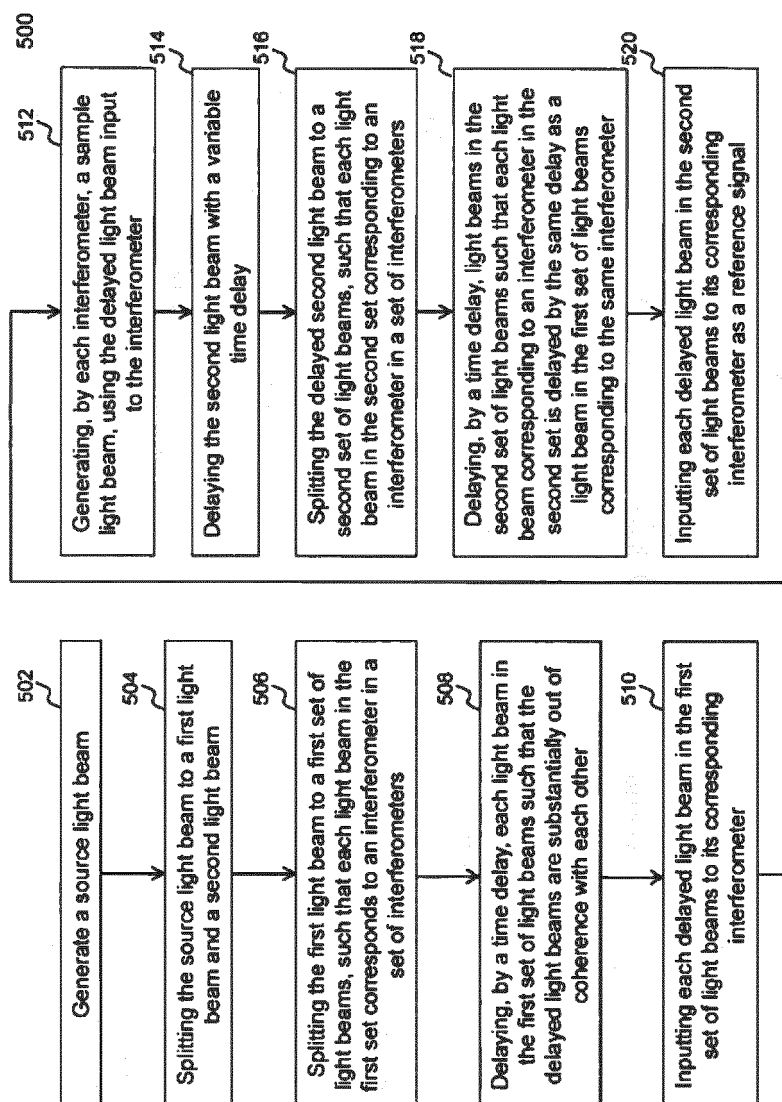 500
502
Generate a source light beam
504
Splitting the source light beam to a first light
beam and a second light beam
506
Splitting the first light beam to a first set of
light beams, such that each light beam in the
first set corresponds to an interferometer in a
set of interferometers
508
Delaying, by a time delay, each light beam in
the first set of light beams such that the
delayed light beams are substantially out of
coherence with each other
510
Inputting each delayed light beam in the first
set of light beams to its corresponding
interferometer
512
Generating, by each interferometer, a sample
light beam, using the delayed light beam input
to the interferometer
514
Delaying the second light beam with a variable
time delay
516
Splitting the delayed second light beam to a
second set of light beams, such that each light
beam in the second set corresponding to an
interferometer in a set of interferometers
518
Delaying, by a time delay, light beams in the
second set of light beams such that each light
beam corresponding to an interferometer in the
second set is delayed by the same delay as a
light beam in the first set of light beams
corresponding to the same interferometer
520
Inputting each delayed light beam in the second
set of light beams to its corresponding
interferometer as a reference signal